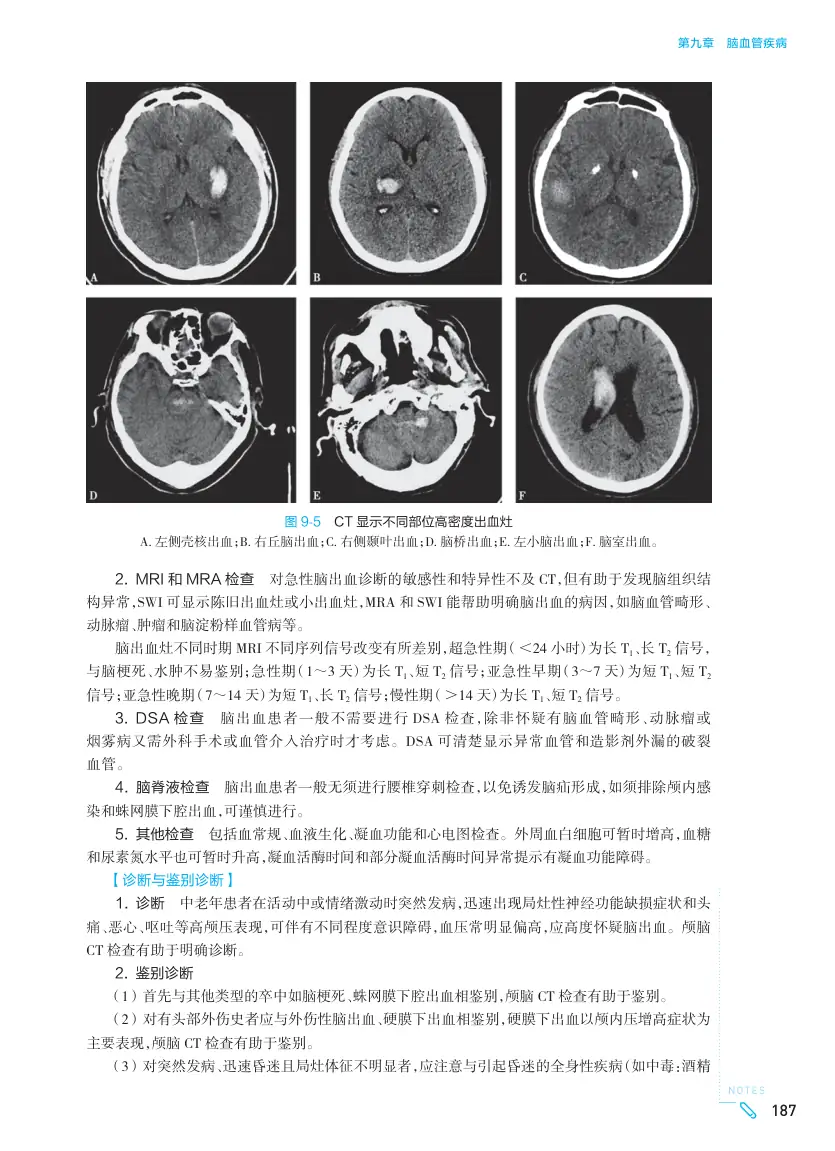 第九章 脑血管疾病
A
B
C
D
E
F
图 9-5 CT 显示不同部位高密度出血灶
A. 左侧壳核出血;B. 右丘脑出血;C. 右侧颞叶出血;D. 脑桥出血;E. 左小脑出血;F. 脑室出血。
2. MRI 和 MRA 检查 对急性脑出血诊断的敏感性和特异性不及 CT,但有助于发现脑组织结
构异常,SWI 可显示陈旧出血灶或小出血灶,MRA 和 SWI 能帮助明确脑出血的病因,如脑血管畸形、
动脉瘤、肿瘤和脑淀粉样血管病等。
脑出血灶不同时期 MRI 不同序列信号改变有所差别,超急性期(<24 小时)为长 T₁、长 T₂ 信号,
与脑梗死、水肿不易鉴别;急性期(1～3 天)为长 T₁、短 T₂ 信号;亚急性早期(3～7 天)为短 T₁、短 T₂
信号;亚急性晚期(7～14 天)为短 T₁、长 T₂ 信号;慢性期(>14 天)为长 T₁、短 T₂ 信号。
3. DSA 检查 脑出血患者一般不需要进行 DSA 检查,除非怀疑有脑血管畸形、动脉瘤或
烟雾病又需外科手术或血管介入治疗时才考虑。DSA 可清楚显示异常血管和造影剂外漏的破裂
血管。
4. 脑脊液检查 脑出血患者一般无须进行腰椎穿刺检查,以免诱发脑疝形成,如须排除颅内感
染和蛛网膜下腔出血,可谨慎进行。
5. 其他检查 包括血常规、血液生化、凝血功能和心电图检查。外周血白细胞可暂时增高,血糖
和尿素氮水平也可暂时升高,凝血活酶时间和部分凝血活酶时间异常提示有凝血功能障碍。
【诊断与鉴别诊断】
1. 诊断 中老年患者在活动中或情绪激动时突然发病,迅速出现局灶性神经功能缺损症状和头
痛、恶心、呕吐等高颅压表现,可伴有不同程度意识障碍,血压常明显偏高,应高度怀疑脑出血。颅脑
CT 检查有助于明确诊断。
2. 鉴别诊断
(1)首先与其他类型的卒中如脑梗死、蛛网膜下腔出血相鉴别,颅脑 CT 检查有助于鉴别。
(2)对有头部外伤史者应与外伤性脑出血、硬膜下出血相鉴别,硬膜下出血以颅内压增高症状为
主要表现,颅脑 CT 检查有助于鉴别。
(3)对突然发病、迅速昏迷且局灶体征不明显者,应注意与引起昏迷的全身性疾病(如中毒:酒精
NOTES
187